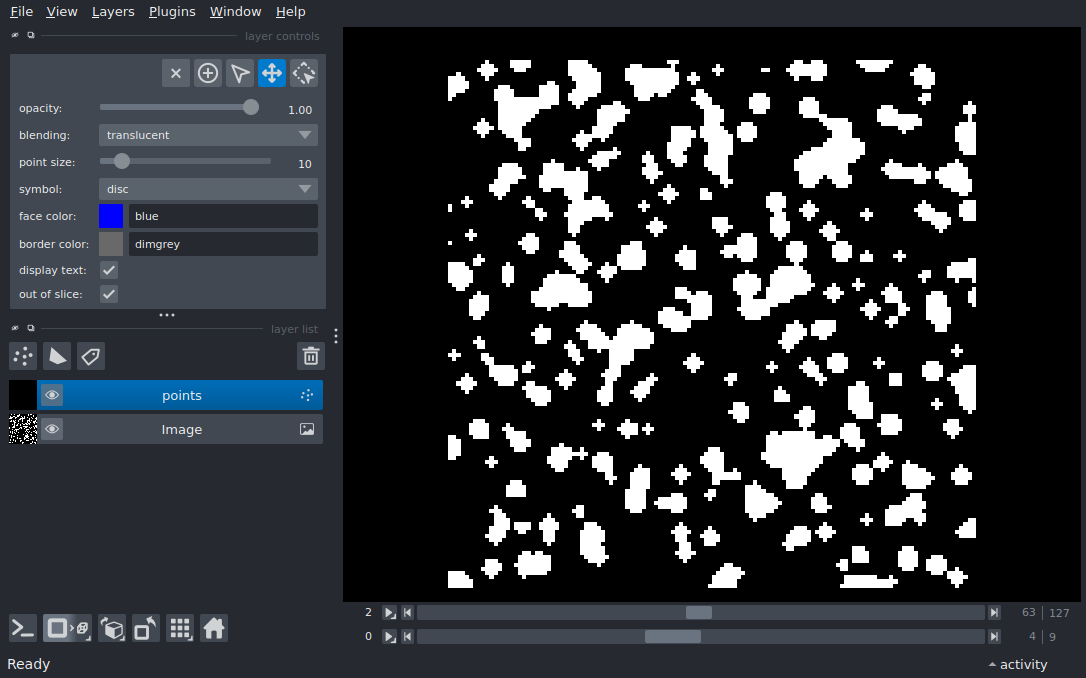 File View Layers Plugins Window Help
layer controls
opacity: 1.00
blending: translucent
point size: 10
symbol: disc
face color: blue
border color: dimgrey
display text:
out of slice:
layer list
points
Image
2 63 127
0 4 9
Ready activity